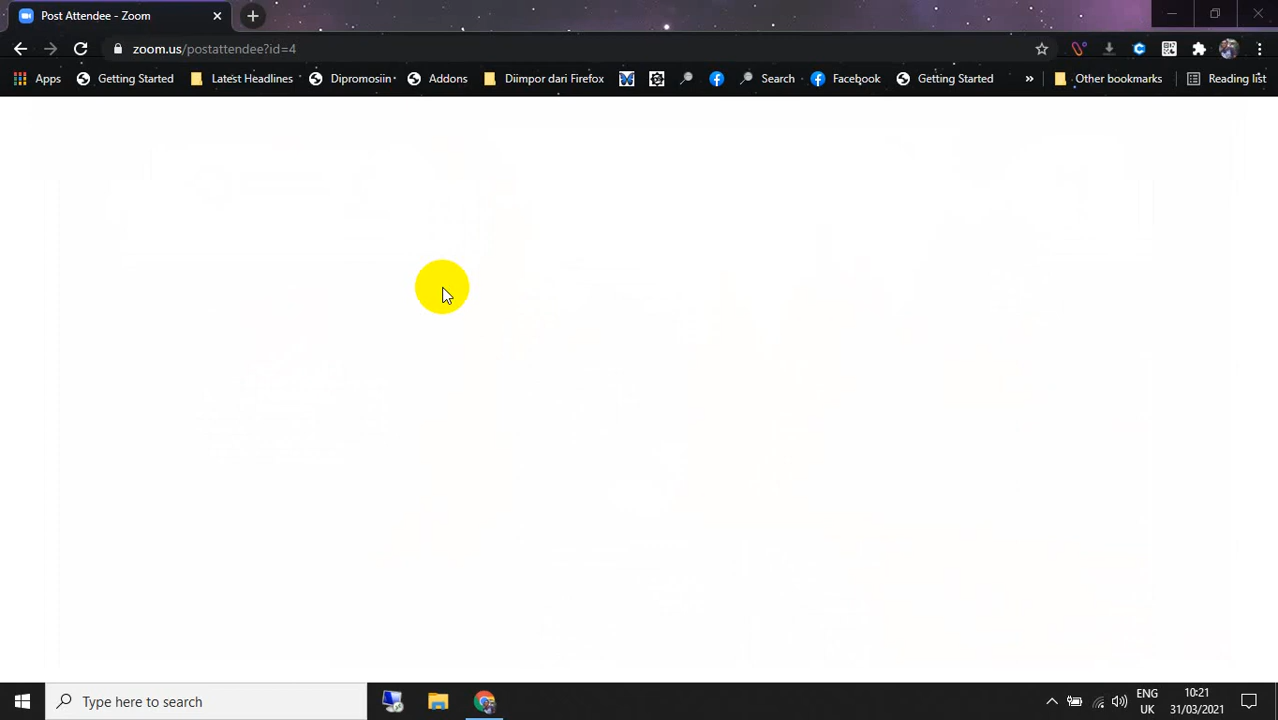 Post Attendee - Zoom
zoom.us/postattendee?id=4
Apps Getting Started Latest Headlines Dipromosiin Addons Diimpor dari Firefox Search Facebook Getting Started » Other bookmarks Reading list
Type here to search
ENG
UK
10:21
31/03/2021